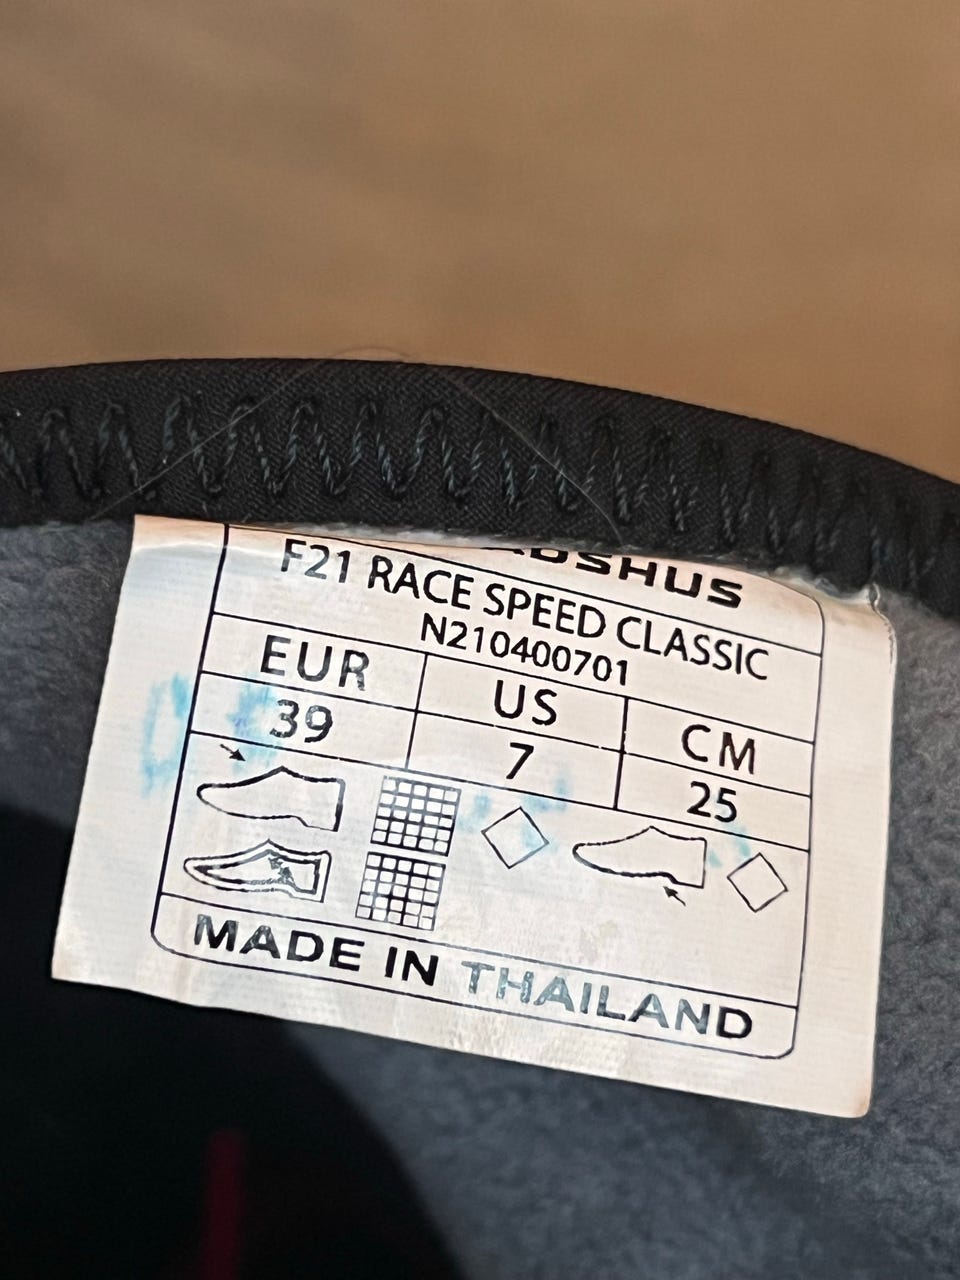 F21 RACE SPEED CLASSIC
N210400701
EUR US CM
39 7 25
MADE IN THAILAND